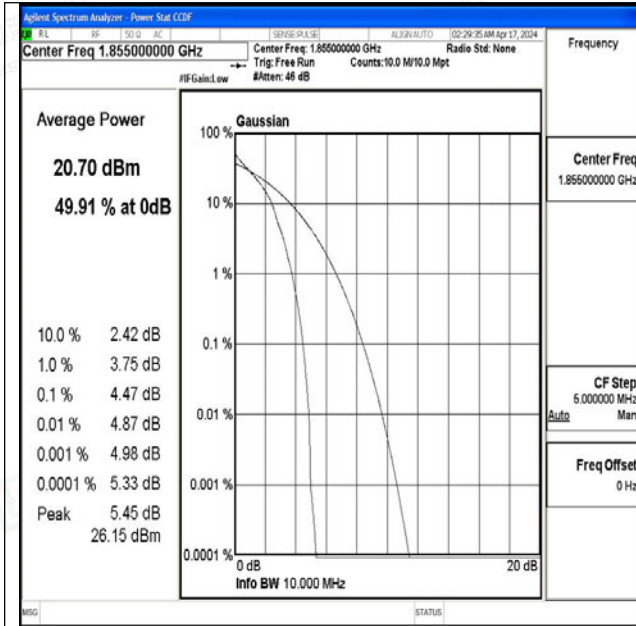 Agilent Spectrum Analyzer - Power Stat CCDF
RL RF 50 Ω AC SENSE:PULSE ALIGNAUTO 02:29:35 AM Apr 17, 2024
Center Freq 1.855000000 GHz
Center Freq: 1.855000000 GHz Radio Std: None
Trig: Free Run Counts:10.0 M/10.0 Mpt
#IFGain:Low #Atten: 46 dB
Frequency
Average Power
20.70 dBm
49.91 % at 0dB
10.0 % 2.42 dB
1.0 % 3.75 dB
0.1 % 4.47 dB
0.01 % 4.87 dB
0.001 % 4.98 dB
0.0001 % 5.33 dB
Peak 5.45 dB
26.15 dBm
Gaussian
100 %
10 %
1 %
0.1 %
0.01 %
0.001 %
0.0001 %
0 dB 20 dB
Info BW 10.000 MHz
Center Freq
1.855000000 GHz
CF Step
5.000000 MHz
Auto Man
Freq Offset
0 Hz
MSG STATUS